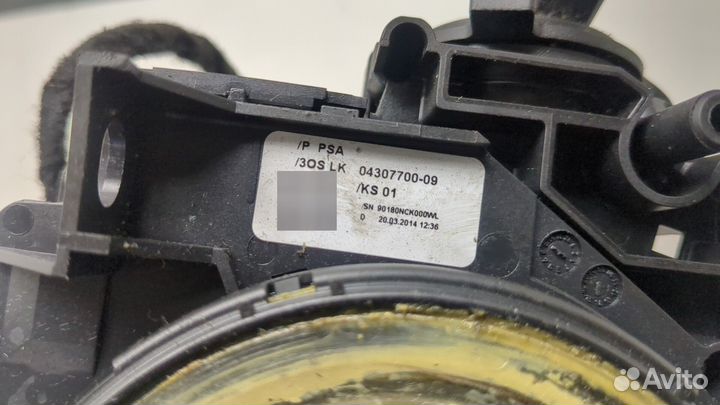 /P PSA
/3OS LK 04307700-09
/KS 01
/SN 90180NCK000WL
0 20.03.2014 12:36
Avito